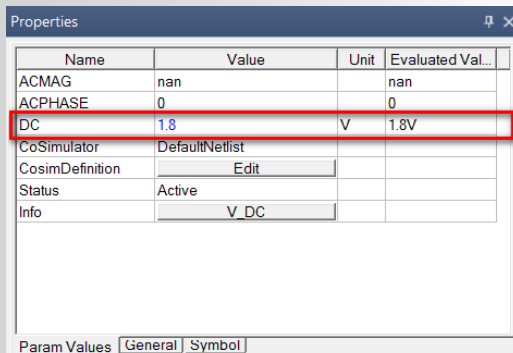 Properties
Name Value Unit Evaluated Val...
ACMAG nan nan
ACPHASE 0 0
DC 1.8 V 1.8V
CoSimulator DefaultNetlist
CosimDefinition Edit
Status Active
Info V_DC
Param Values General Symbol